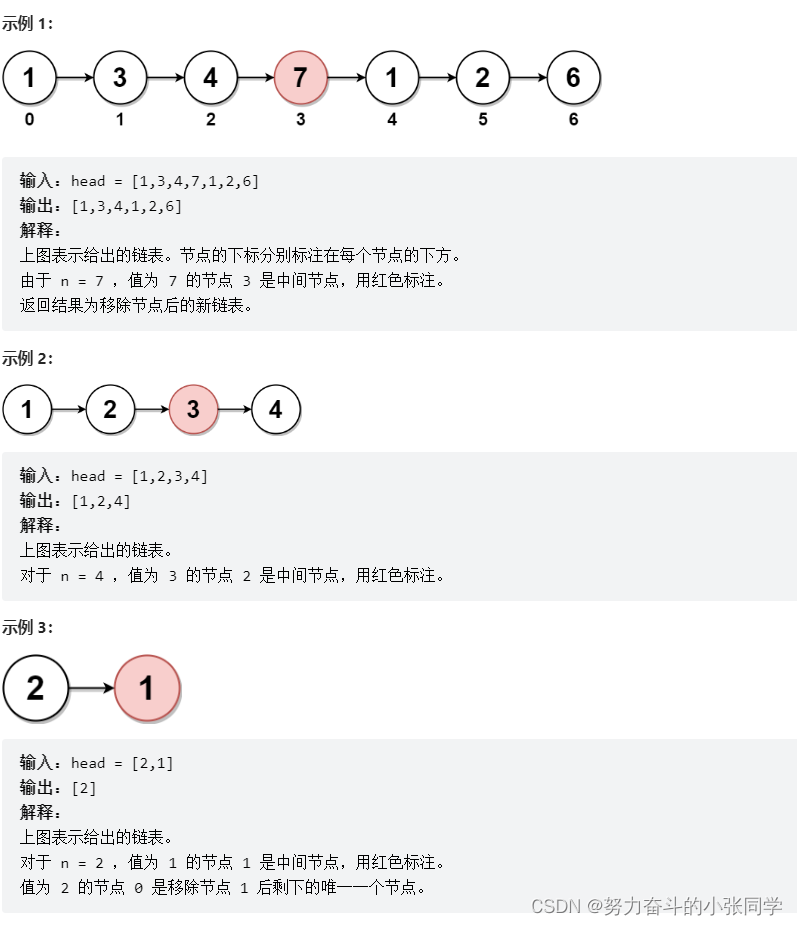 示例 1：
1 3 4 7 1 2 6
0 1 2 3 4 5 6
输入：head = [1,3,4,7,1,2,6]
输出：[1,3,4,1,2,6]
解释：
上图表示给出的链表。节点的下标分别标注在每个节点的下方。
由于 n = 7 ，值为 7 的节点 3 是中间节点，用红色标注。
返回结果为移除节点后的新链表。
示例 2：
1 2 3 4
输入：head = [1,2,3,4]
输出：[1,2,4]
解释：
上图表示给出的链表。
对于 n = 4 ，值为 3 的节点 2 是中间节点，用红色标注。
示例 3：
2 1
输入：head = [2,1]
输出：[2]
解释：
上图表示给出的链表。
对于 n = 2 ，值为 1 的节点 1 是中间节点，用红色标注。
值为 2 的节点 0 是移除节点 1 后剩下的唯一一个节点。
CSDN @努力奋斗的小张同学